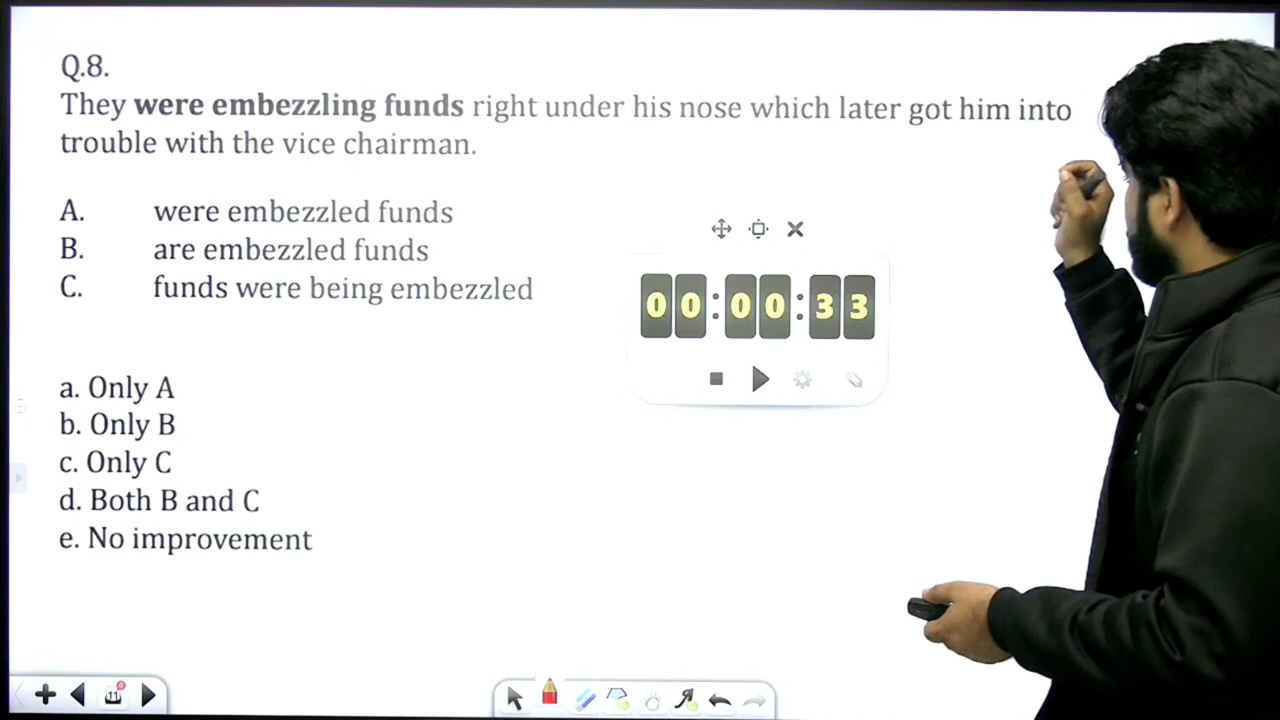 Q.8.
They were embezzling funds right under his nose which later got him into
trouble with the vice chairman.
A. were embezzled funds
B. are embezzled funds
C. funds were being embezzled
00:00:33
a. Only A
b. Only B
c. Only C
d. Both B and C
e. No improvement
11